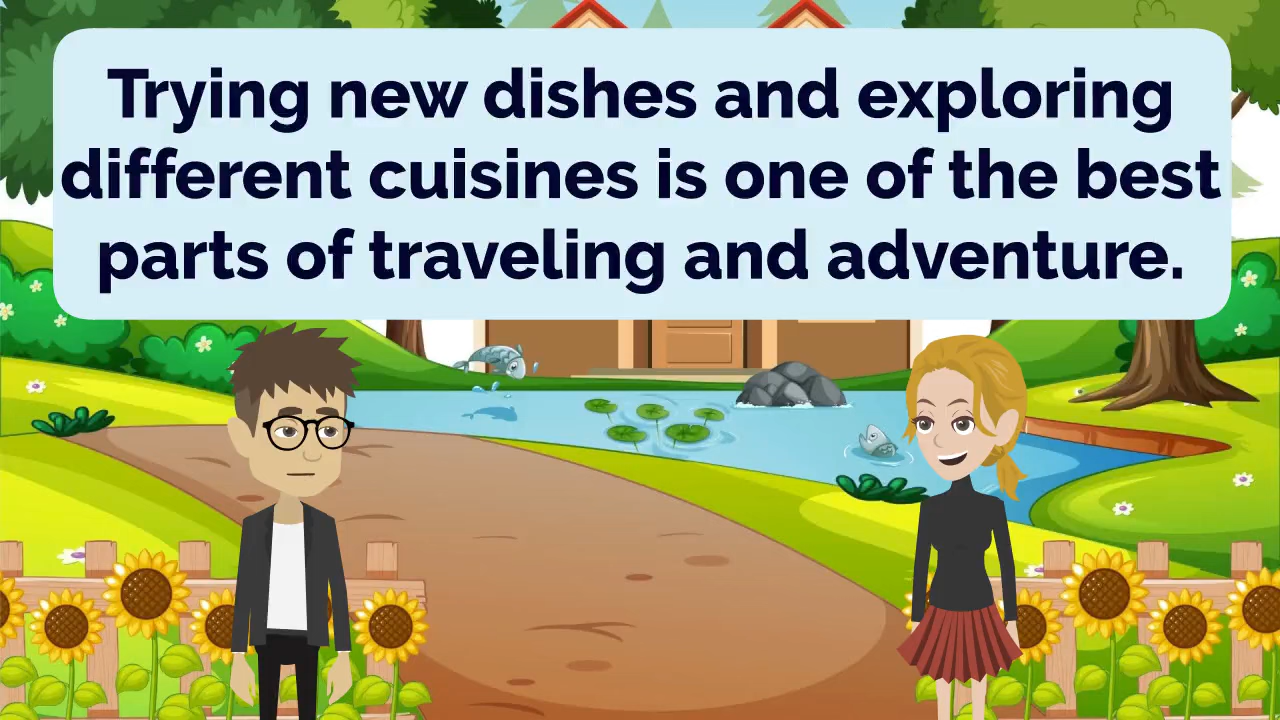 Trying new dishes and exploring
different cuisines is one of the best
parts of traveling and adventure.